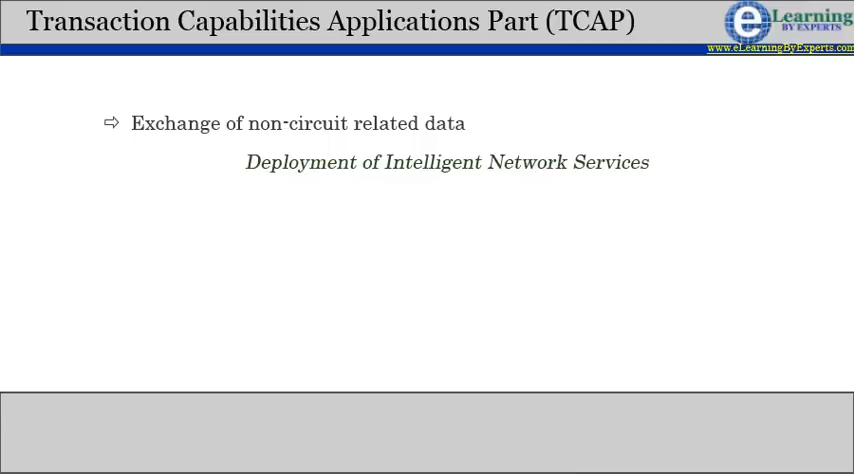 Transaction Capabilities Applications Part (TCAP)
eLearning
BY EXPERTS
www.eLearningByExperts.com
⇨ Exchange of non-circuit related data
Deployment of Intelligent Network Services